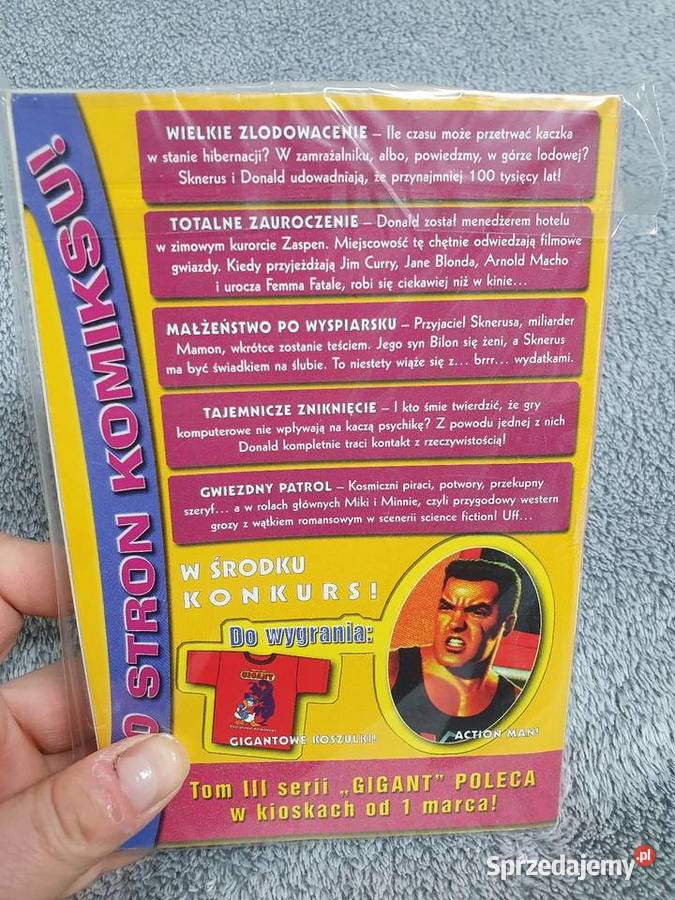 WIELKIE ZLODOWACENIE – Ile czasu może przetrwać kaczka
w stanie hibernacji? W zamrażalniku, albo, powiedzmy, w górze lodowej?
Sknerus i Donald udowadniają, że przynajmniej 100 tysięcy lat!
TOTALNE ZAUROCZENIE – Donald został menedżerem hotelu
w zimowym kurorcie Zaspen. Miejscowość tę chętnie odwiedzają filmowe
gwiazdy. Kiedy przyjeżdżają Jim Curry, Jane Blonda, Arnold Macho
i urocza Femma Fatale, robi się ciekawiej niż w kinie...
MAŁŻEŃSTWO PO WYSPIARSKU – Przyjaciel Sknerusa, miliarder
Mamon, wkrótce zostanie teściem. Jego syn Bilon się żeni, a Sknerus
ma być świadkiem na ślubie. To niestety wiąże się z... brrr... wydatkami.
TAJEMNICZE ZNIKNIĘCIE – I kto śmie twierdzić, że gry
komputerowe nie wpływają na kaczą psychikę? Z powodu jednej z nich
Donald kompletnie traci kontakt z rzeczywistością!
GWIEZDNY PATROL – Kosmiczni piraci, potwory, przekupny
szeryf... a w rolach głównych Miki i Minnie, czyli przygodowy western
grozy z wątkiem romansowym w scenerii science fiction! Uff...
STRON KOMIKSU!
W ŚRODKU
KONKURS!
Do wygrania:
GIGANT
GIGANTOWE KOSZULKI!
ACTION MAN!
Tom III serii „GIGANT” POLECA
w kioskach od 1 marca!
Sprzedajemy.pl